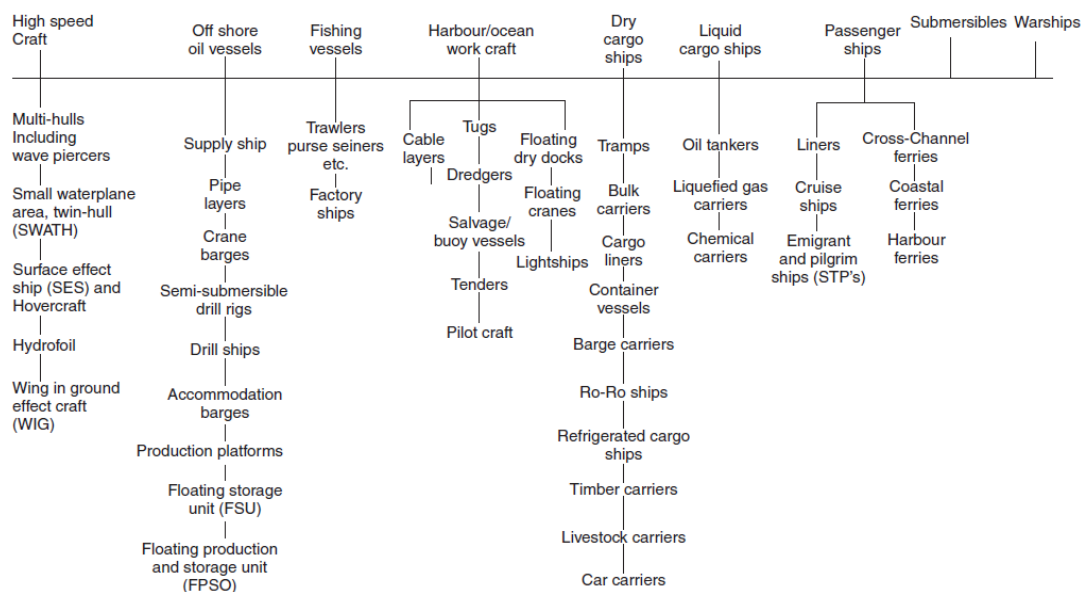 High speed
Craft
Off shore
oil vessels
Fishing
vessels
Harbour/ocean
work craft
Dry
cargo
ships
Liquid
cargo ships
Passenger
ships
Submersibles
Warships
Multi-hulls
Including
wave piercers
Small waterplane
area, twin-hull
(SWATH)
Surface effect
ship (SES) and
Hovercraft
Hydrofoil
Wing in ground
effect craft
(WIG)
Supply ship
Pipe
layers
Crane
barges
Semi-submersible
drill rigs
Drill ships
Accommodation
barges
Production platforms
Floating storage
unit (FSU)
Floating production
and storage unit
(FPSO)
Trawlers
purse seiners
etc.
Factory
ships
Cable
layers
Tugs
Dredgers
Salvage/
buoy vessels
Tenders
Pilot craft
Floating
dry docks
Floating
cranes
Lightships
Tramps
Bulk
carriers
Cargo
liners
Container
vessels
Barge carriers
Ro-Ro ships
Refrigerated cargo
ships
Timber carriers
Livestock carriers
Car carriers
Oil tankers
Liquefied gas
carriers
Chemical
carriers
Liners
Cruise
ships
Emigrant
and pilgrim
ships (STP's)
Cross-Channel
ferries
Coastal
ferries
Harbour
ferries